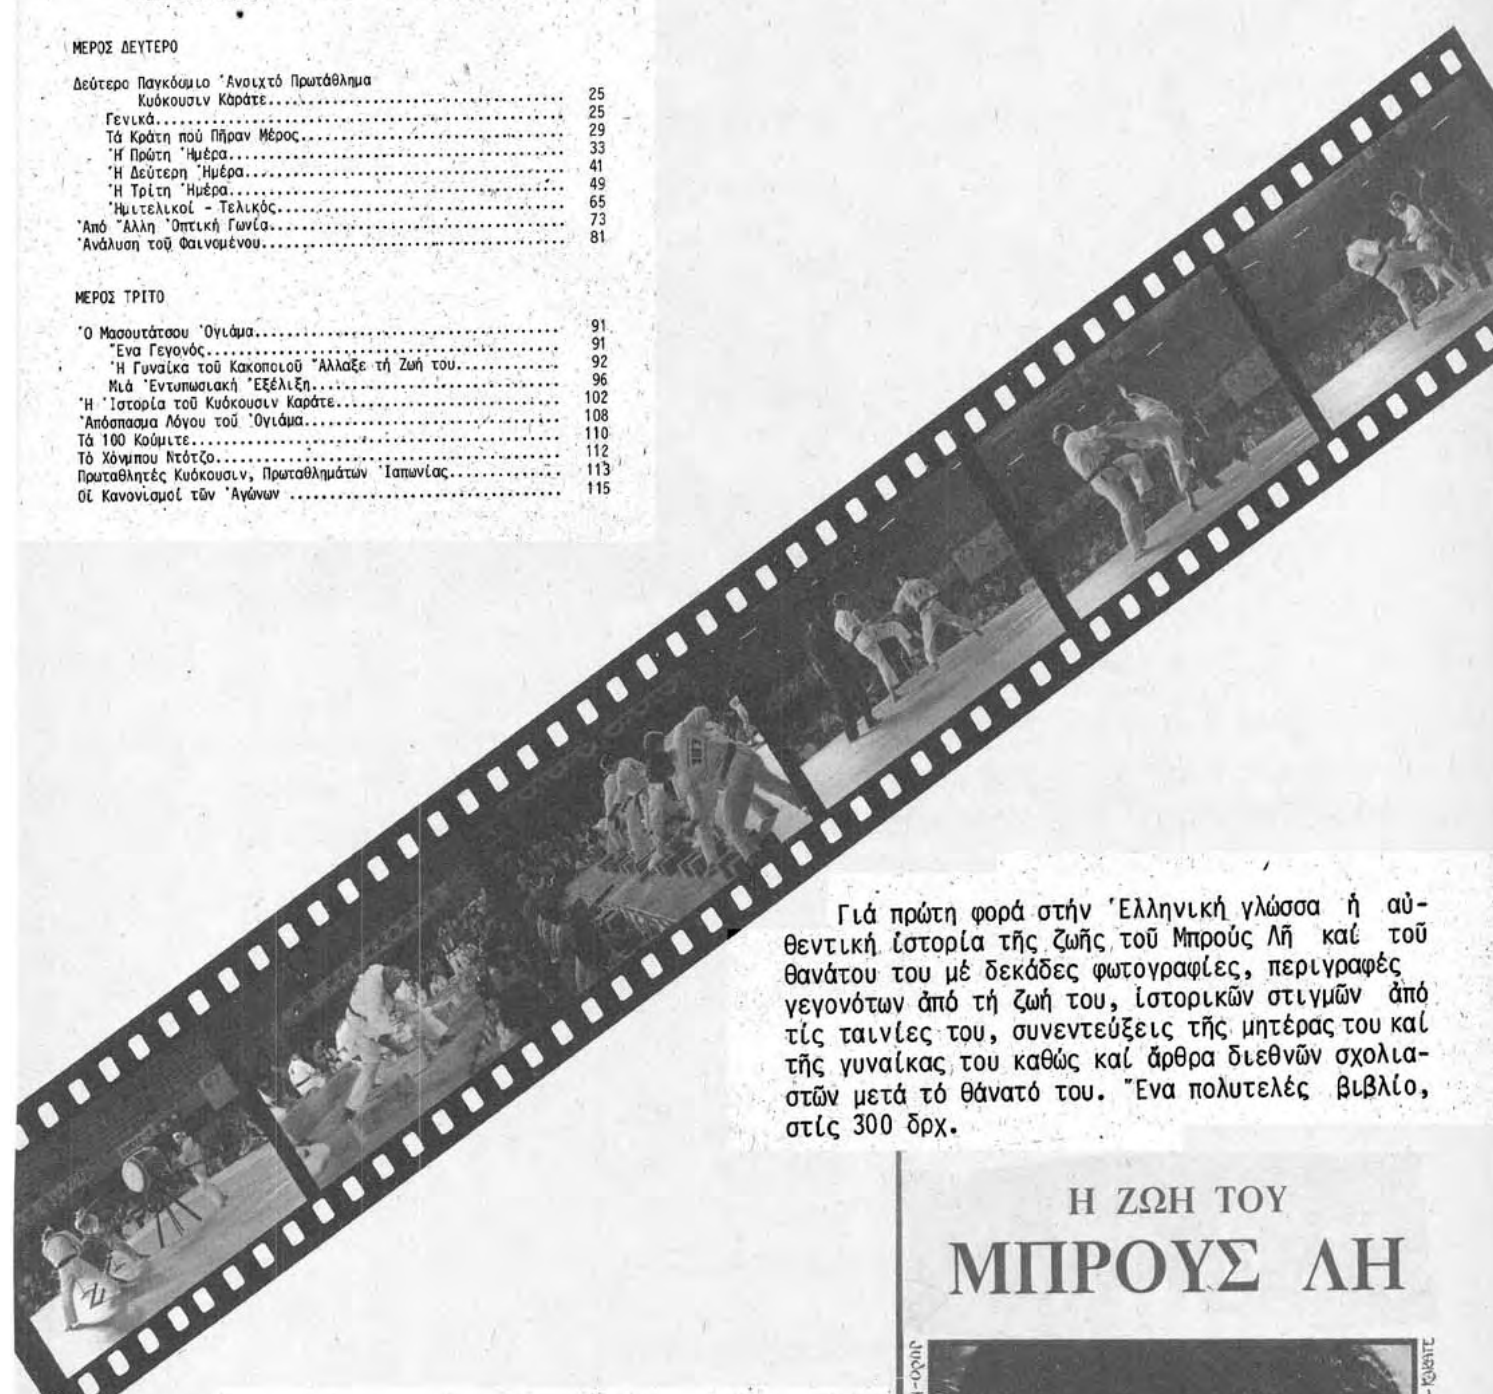 ΜΕΡΟΣ ΔΕΥΤΕΡΟ
Δεύτερο Παγκόσμιο Ἀνοιχτό Πρωτάθλημα
Κυόκουσιν Κάράτε.................................... 25
Γενικά.................................................... 25
Τά Κράτη πού Πῆραν Μέρος................................ 29
Ἡ Πρώτη Ἡμέρα.......................................... 33
Ἡ Δεύτερη Ἡμέρα........................................ 41
Ἡ Τρίτη Ἡμέρα.......................................... 49
Ἡμιτελικοί - Τελικός................................... 65
Ἀπό Ἄλλη Ὀπτική Γωνία..................................... 73
Ἀνάλυση τοῦ Φαινομένου..................................... 81
ΜΕΡΟΣ ΤΡΙΤΟ
Ὁ Μασουτάτσου Ὀγιάμα...................................... 91
Ἕνα Γεγονός............................................. 91
Ἡ Γυναίκα τοῦ Κακοποιοῦ Ἄλλαξε τή Ζωή του............. 92
Μιά Ἐντυπωσιακή Ἐξέλιξη................................. 96
Ἡ Ἱστορία τοῦ Κυόκουσιν Καράτε............................ 102
Ἀπόσπασμα Λόγου τοῦ Ὀγιάμα................................ 108
Τά 100 Κούμιτε............................................. 110
Τό Χόνμπου Ντότζο.......................................... 112
Πρωταθλητές Κυόκουσιν, Πρωταθλημάτων Ἰαπωνίας............. 113
Οἱ Κανονισμοί τῶν Ἀγώνων ................................. 115
Γιά πρώτη φορά στήν Ἑλληνική γλώσσα ἡ αὐ-
θεντική ἱστορία τῆς ζωῆς τοῦ Μπρούς Λῆ καί τοῦ
θανάτου του μέ δεκάδες φωτογραφίες, περιγραφές
γεγονότων ἀπό τή ζωή του, ἱστορικῶν στιγμῶν ἀπό
τίς ταινίες του, συνεντεύξεις τῆς μητέρας του καί
τῆς γυναίκας του καθώς καί ἄρθρα διεθνῶν σχολια-
στῶν μετά τό θάνατό του. Ἕνα πολυτελές βιβλίο,
στίς 300 δρχ.
Η ΖΩΗ ΤΟΥ
ΜΠΡΟΥΣ ΛΗ
KARATE